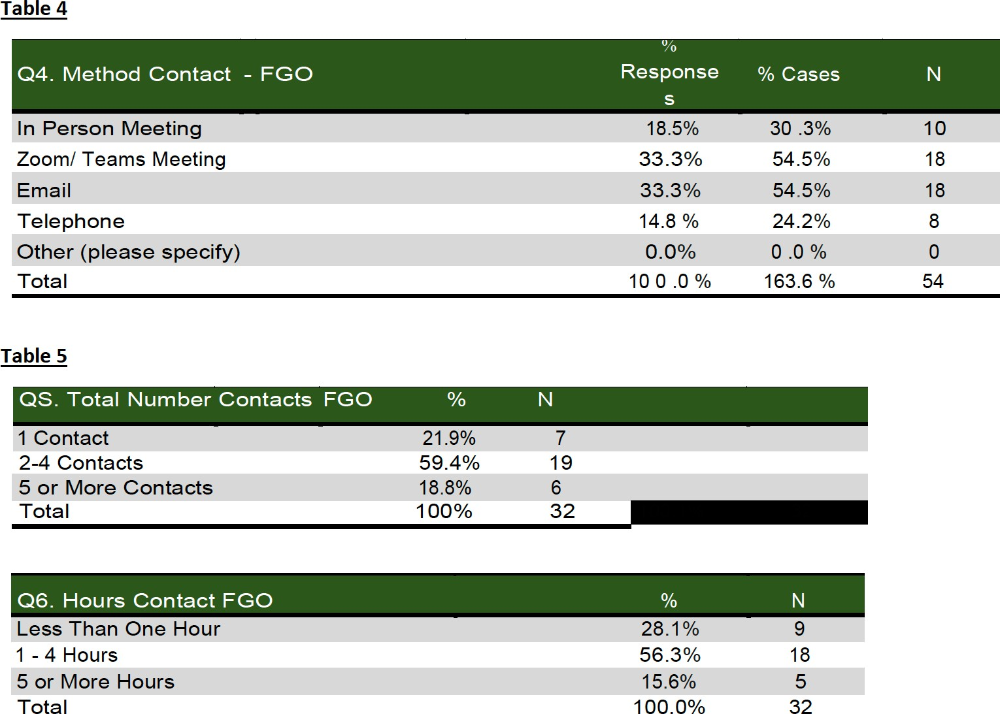 Table 4
Q4. Method Contact - FGO % Responses % Cases N
In Person Meeting 18.5% 30 .3% 10
Zoom/ Teams Meeting 33.3% 54.5% 18
Email 33.3% 54.5% 18
Telephone 14.8 % 24.2% 8
Other (please specify) 0.0% 0 .0 % 0
Total 10 0 .0 % 163.6 % 54
Table 5
QS. Total Number Contacts FGO % N
1 Contact 21.9% 7
2-4 Contacts 59.4% 19
5 or More Contacts 18.8% 6
Total 100% 32
Q6. Hours Contact FGO % N
Less Than One Hour 28.1% 9
1 - 4 Hours 56.3% 18
5 or More Hours 15.6% 5
Total 100.0% 32